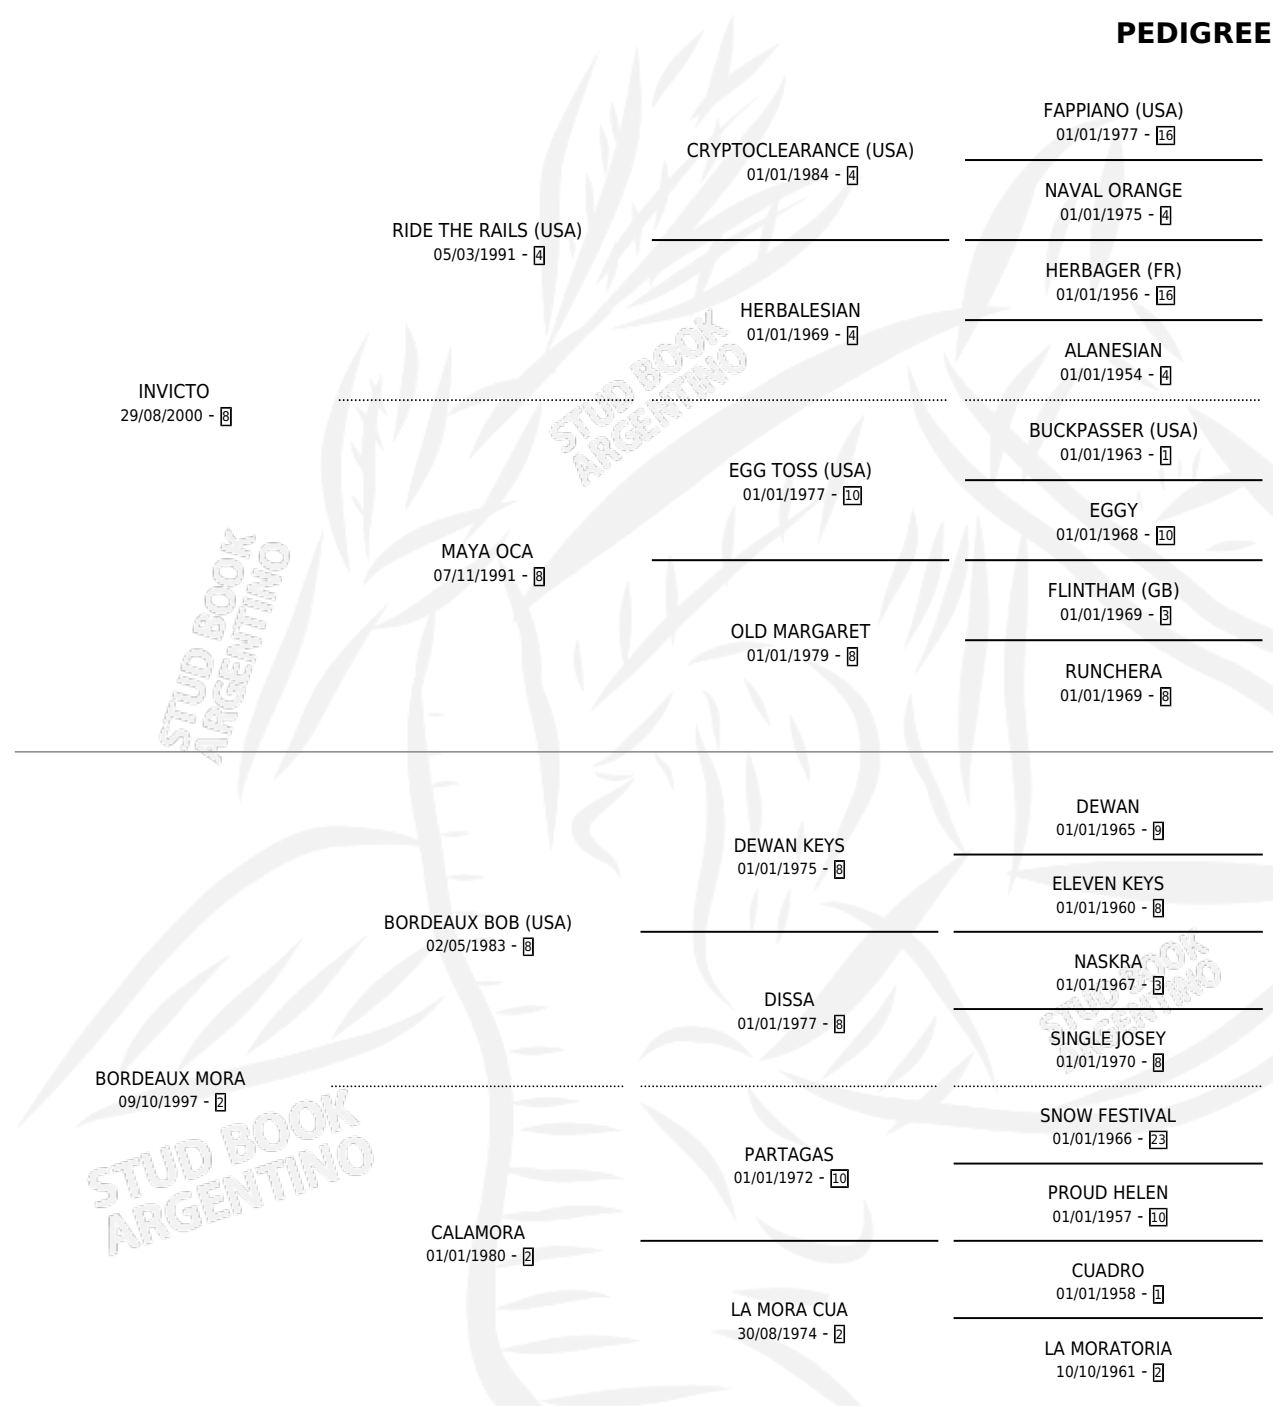 PEDIGREE
FAPPIANO (USA)
01/01/1977 - 16
CRYPTOCLEARANCE (USA)
01/01/1984 - 4
NAVAL ORANGE
01/01/1975 - 4
RIDE THE RAILS (USA)
05/03/1991 - 4
HERBAGER (FR)
01/01/1956 - 16
HERBALESIAN
01/01/1969 - 4
ALANESIAN
01/01/1954 - 4
INVICTO
29/08/2000 - 8
BUCKPASSER (USA)
01/01/1963 - 1
EGG TOSS (USA)
01/01/1977 - 10
EGGY
01/01/1968 - 10
MAYA OCA
07/11/1991 - 8
FLINTHAM (GB)
01/01/1969 - 3
OLD MARGARET
01/01/1979 - 8
RUNCHERA
01/01/1969 - 8
DEWAN
01/01/1965 - 9
DEWAN KEYS
01/01/1975 - 8
ELEVEN KEYS
01/01/1960 - 8
BORDEAUX BOB (USA)
02/05/1983 - 8
NASKRA
01/01/1967 - 3
DISSA
01/01/1977 - 8
SINGLE JOSEY
01/01/1970 - 8
BORDEAUX MORA
09/10/1997 - 2
SNOW FESTIVAL
01/01/1966 - 23
PARTAGAS
01/01/1972 - 10
PROUD HELEN
01/01/1957 - 10
CALAMORA
01/01/1980 - 2
CUADRO
01/01/1958 - 1
LA MORA CUA
30/08/1974 - 2
LA MORATORIA
10/10/1961 - 2
STUD BOOK
ARGENTINO
STUD BOOK
ARGENTINO
STUD BOOK
ARGENTINO
STUD BOOK
ARGENTINO